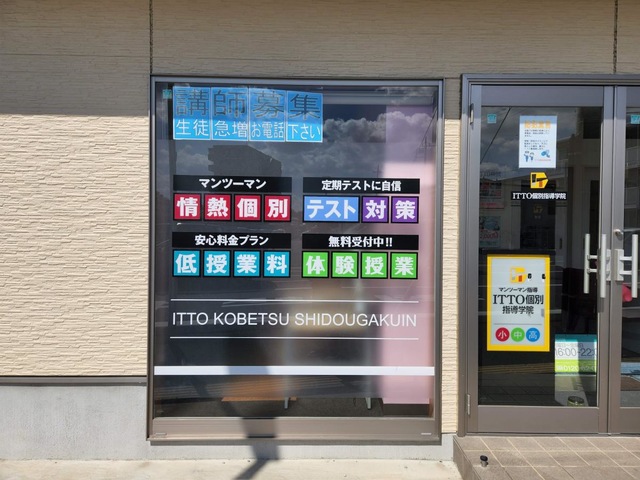 講師募集
生徒急増お電話下さい
マンツーマン
情熱個別
定期テストに自信
テスト対策
安心料金プラン
低授業料
無料受付中!!
体験授業
ITTO KOBETSU SHIDOUGAKUIN
ITTO個別指導学院
マンツーマン指導
ITTO個別
指導学院
小中高